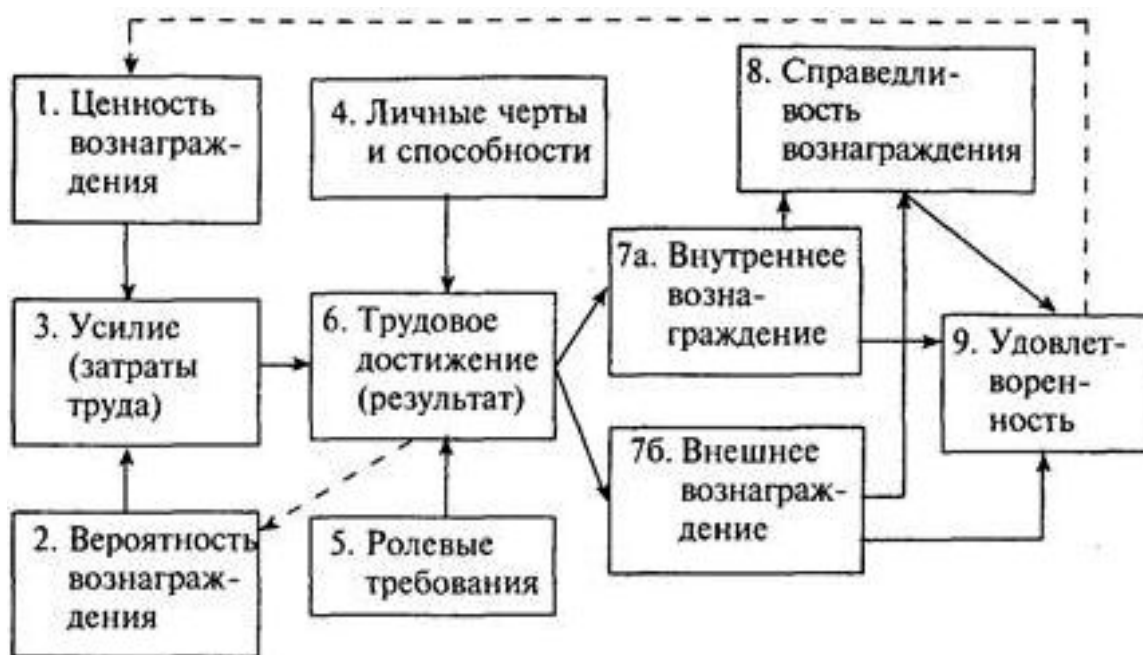 1. Ценность
вознаграж-
дения
4. Личные черты
и способности
8. Справедли-
вость
вознаграждения
3. Усилие
(затраты
труда)
6. Трудовое
достижение
(результат)
7а. Внутреннее
возна-
граждение
9. Удовлет-
ворен-
ность
2. Вероятность
вознаграж-
дения
5. Ролевые
требования
7б. Внешнее
вознаграж-
дение